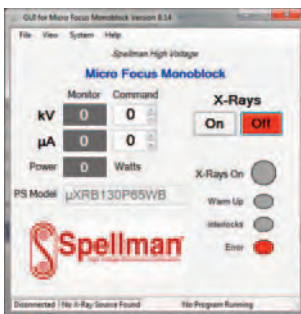 GUI for Micro Focus Monoblock Version 8.14
File View System Help
Spellman High Voltage
Micro Focus Monoblock
Monitor Command
X-Rays
kV 0 0
On Off
µA 0 0
Power 0 Watts
X-Rays On
PS Model µXRB130P65WB
Warm Up
Interlocks
Spellman
Error
Disconnected No X-Ray Source Found No Program Running